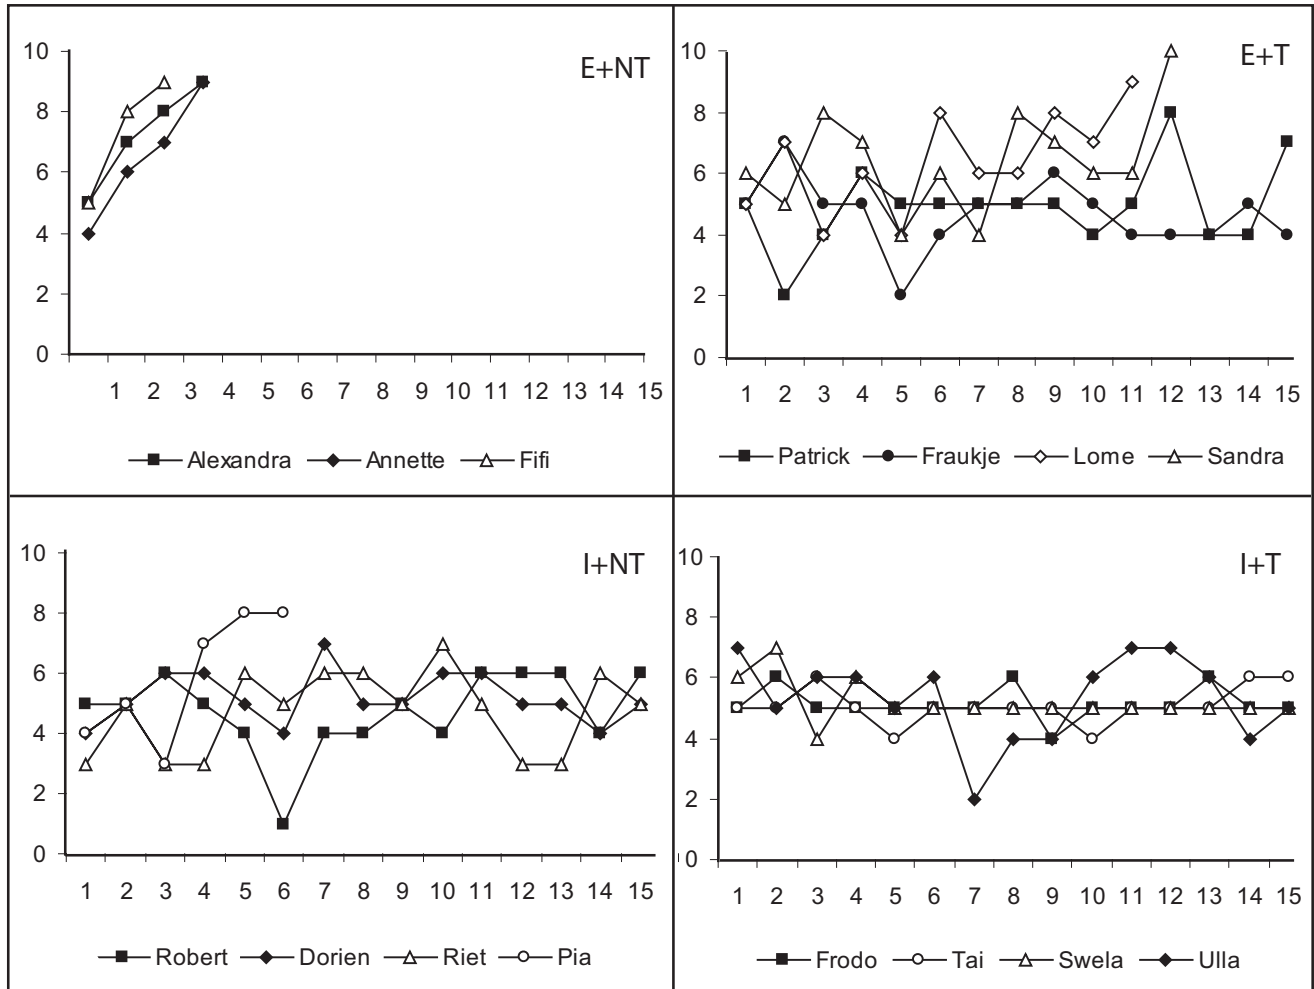 E+NT
10
8
6
4
2
0
1 2 3 4 5 6 7 8 9 10 11 12 13 14 15
Alexandra Annette Fifi
E+T
10
8
6
4
2
0
1 2 3 4 5 6 7 8 9 10 11 12 13 14 15
Patrick Fraukje Lome Sandra
I+NT
10
8
6
4
2
0
1 2 3 4 5 6 7 8 9 10 11 12 13 14 15
Robert Dorien Riet Pia
I+T
10
8
6
4
2
0
1 2 3 4 5 6 7 8 9 10 11 12 13 14 15
Frodo Tai Swela Ulla